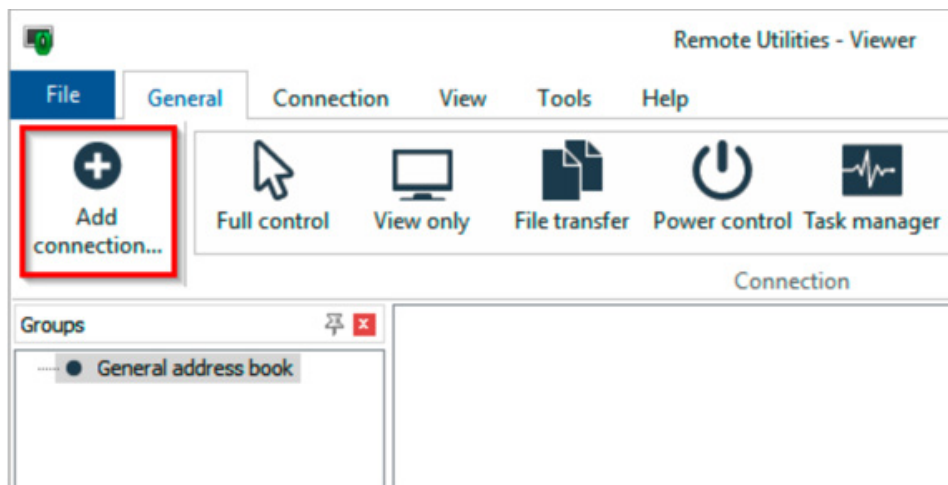 Remote Utilities - Viewer
File General Connection View Tools Help
Add
connection...
Full control View only File transfer Power control Task manager
Connection
Groups
General address book